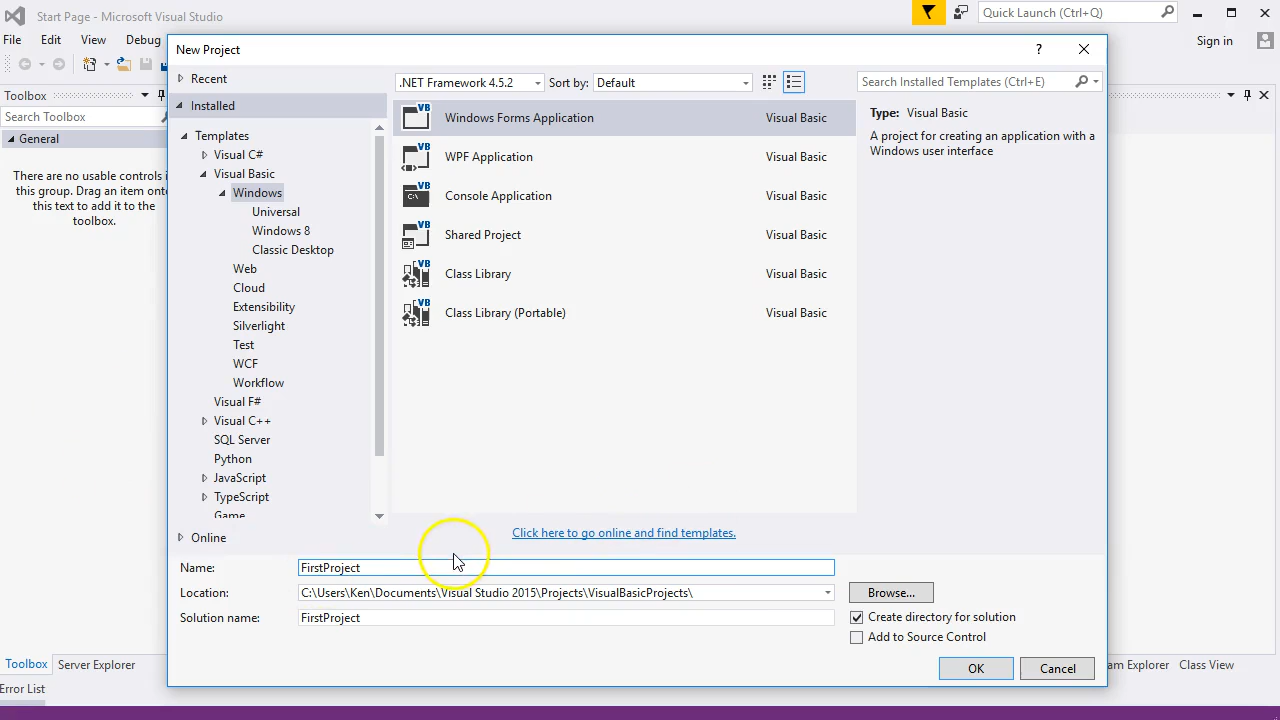 Start Page - Microsoft Visual Studio
Quick Launch (Ctrl+Q)
File Edit View Debug
Sign in
New Project
? 
Recent
.NET Framework 4.5.2
Sort by: Default
Search Installed Templates (Ctrl+E)
Installed
Toolbox
Search Toolbox
General
There are no usable controls i
this group. Drag an item onto
this text to add it to the
toolbox.
Templates
Visual C#
Visual Basic
Windows
Universal
Windows 8
Classic Desktop
Web
Cloud
Extensibility
Silverlight
Test
WCF
Workflow
Visual F#
Visual C++
SQL Server
Python
JavaScript
TypeScript
Game
Online
VB Windows Forms Application Visual Basic
VB WPF Application Visual Basic
VB C:\ Console Application Visual Basic
VB Shared Project Visual Basic
VB Class Library Visual Basic
VB Class Library (Portable) Visual Basic
Type: Visual Basic
A project for creating an application with a
Windows user interface
Click here to go online and find templates.
Name: FirstProject
Location: C:\Users\Ken\Documents\Visual Studio 2015\Projects\VisualBasicProjects\
Browse...
Solution name: FirstProject
Create directory for solution
Add to Source Control
OK Cancel
Toolbox Server Explorer
am Explorer Class View
Error List